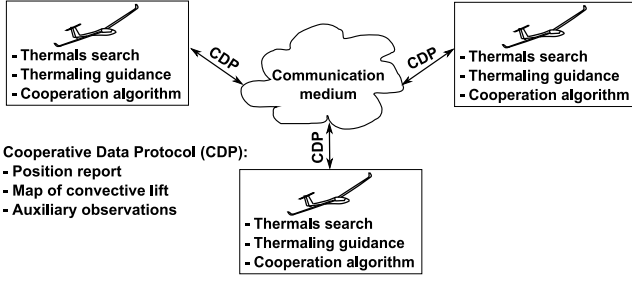 - Thermals search
- Thermaling guidance
- Cooperation algorithm
CDP
Communication
medium
CDP
- Thermals search
- Thermaling guidance
- Cooperation algorithm
CDP
Cooperative Data Protocol (CDP):
- Position report
- Map of convective lift
- Auxiliary observations
- Thermals search
- Thermaling guidance
- Cooperation algorithm